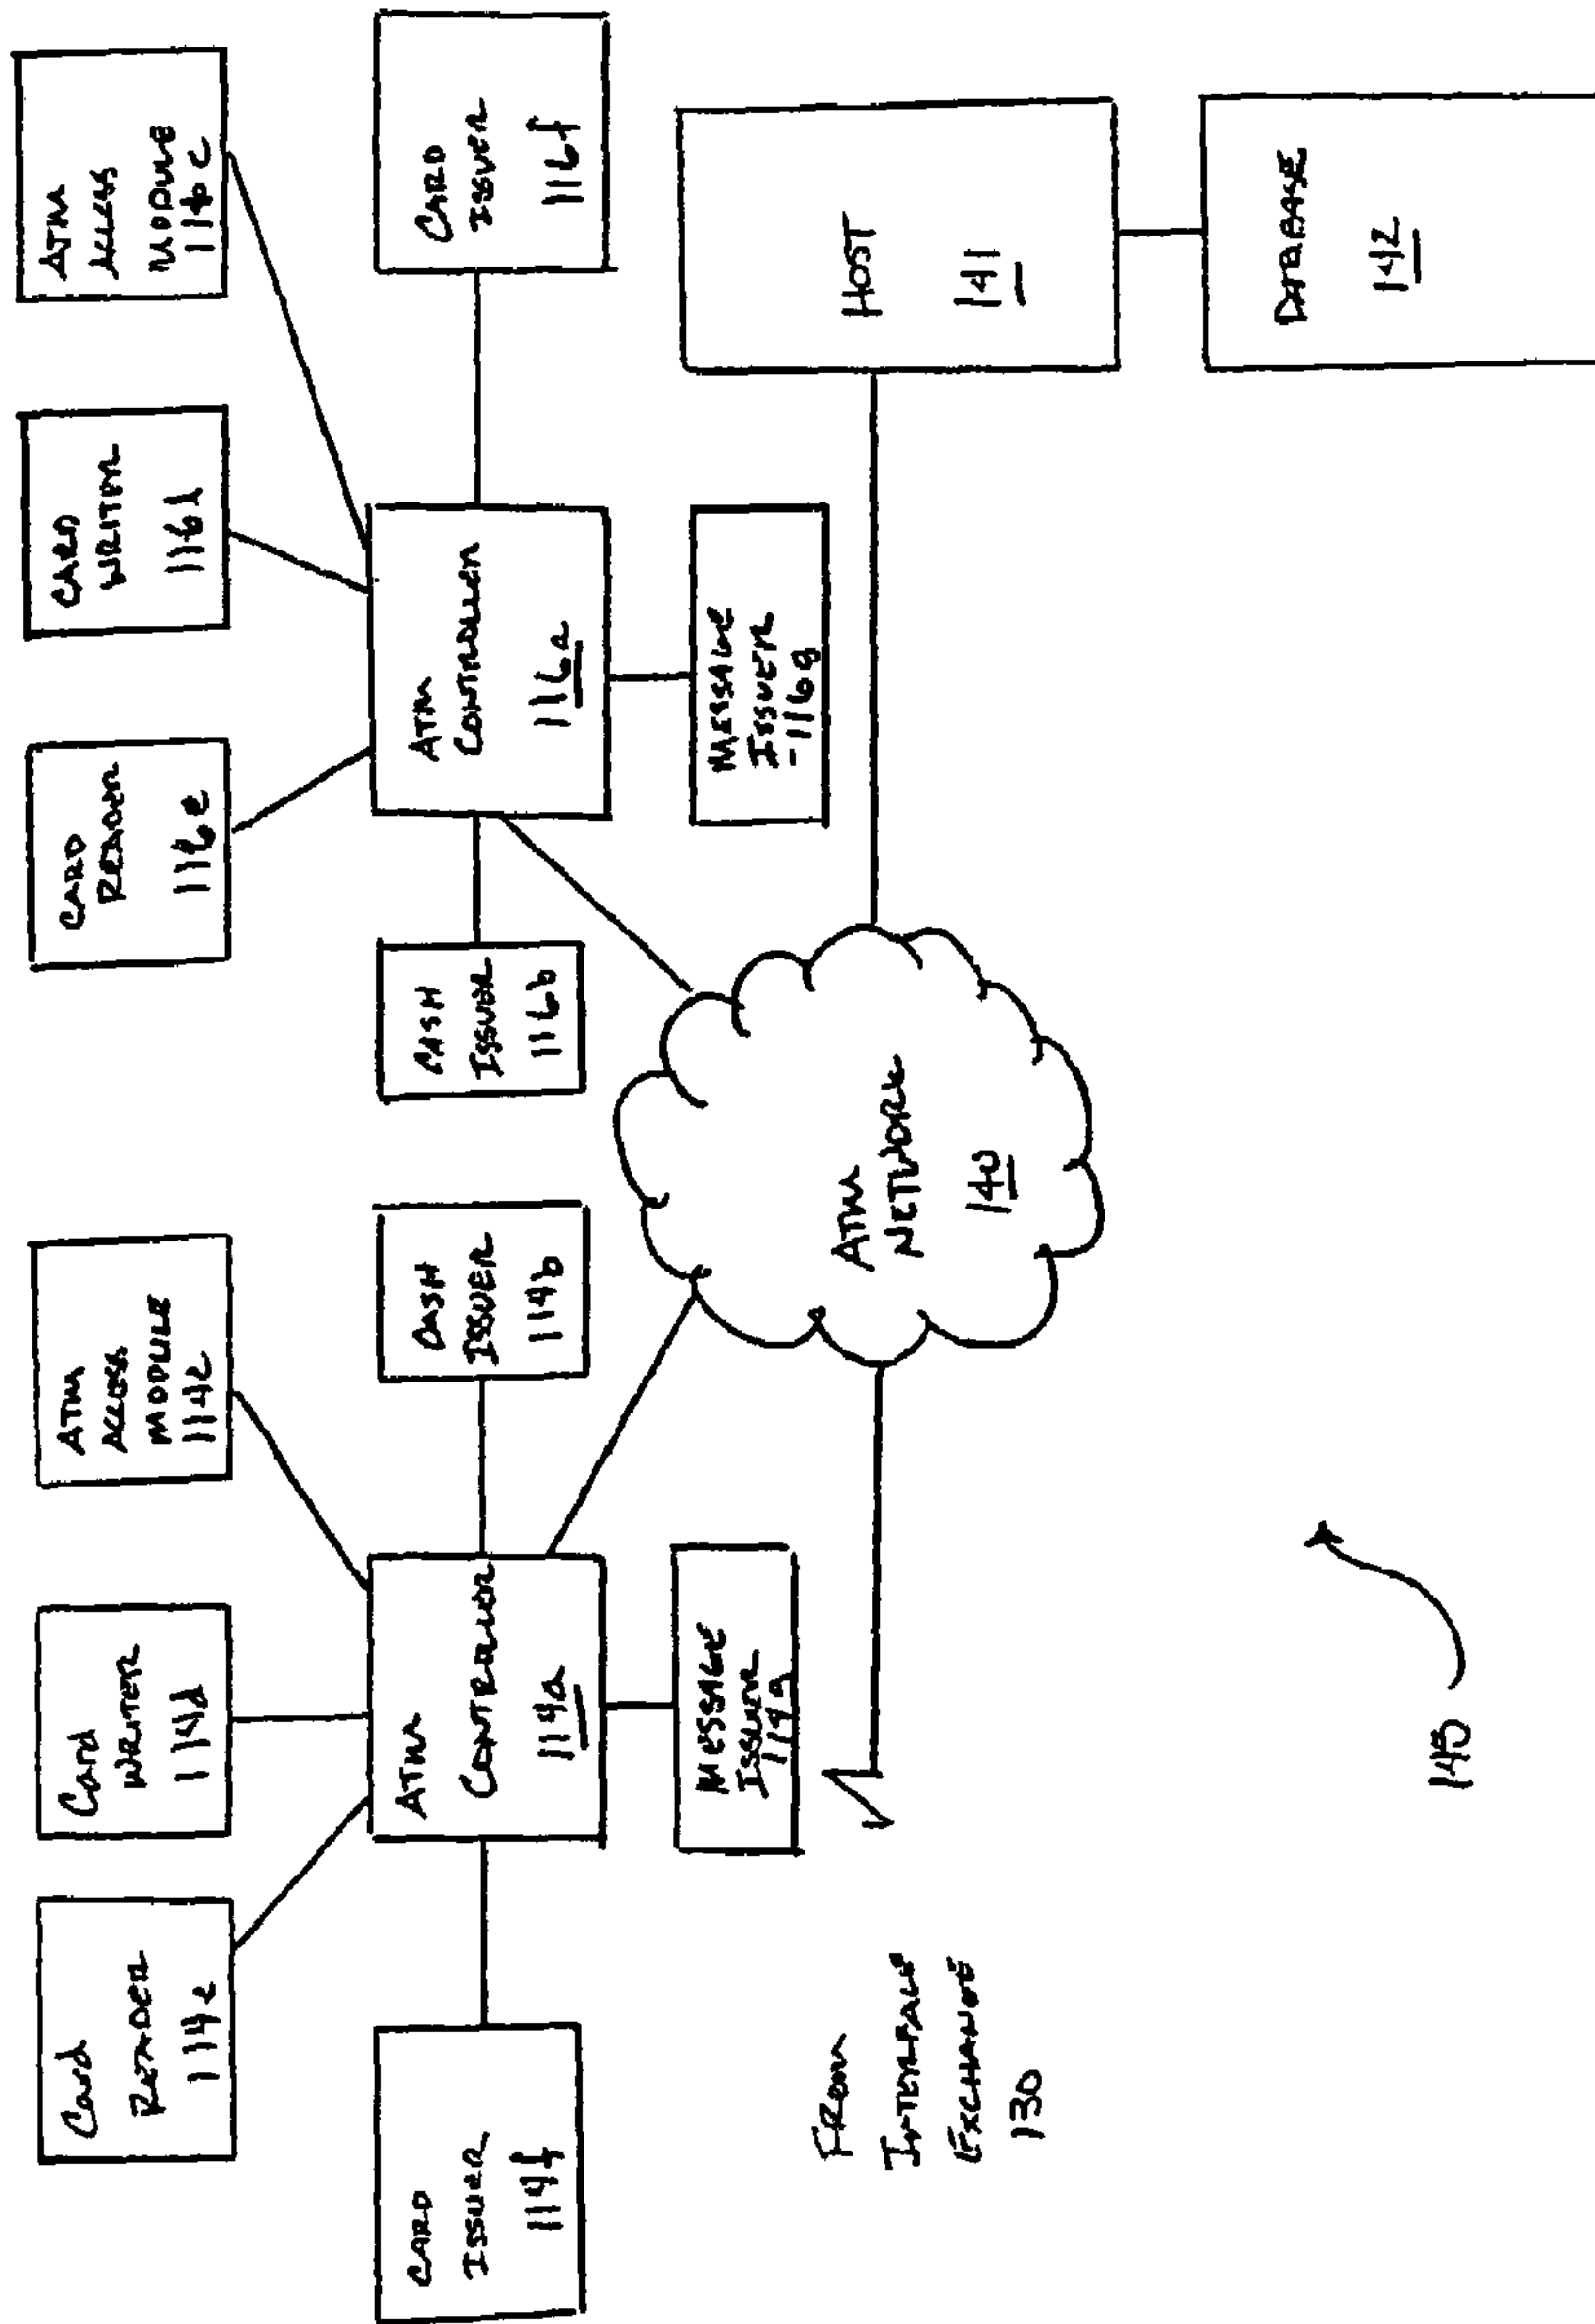 Card
READER
114e
Card
WRITER
114d
ATM
ACCESS
MODULE
114c
CARD
READER
116e
CARD
WRITER
116d
ATM
ACCESS
MODULE
116c
CARD
ISSUER
114f
ATM
CONTROLLER
114a
CASH
ISSUER
114b
CASH
ISSUER
116b
ATM
CONTROLLER
116a
CARD
ISSUER
116f
MESSAGE
ISSUER
114g
MESSAGE
ISSUER
116g
FROM
INTERFACE
EXCHANGE
130
ATM
NETWORK
140
HOST
141
DATABASE
142